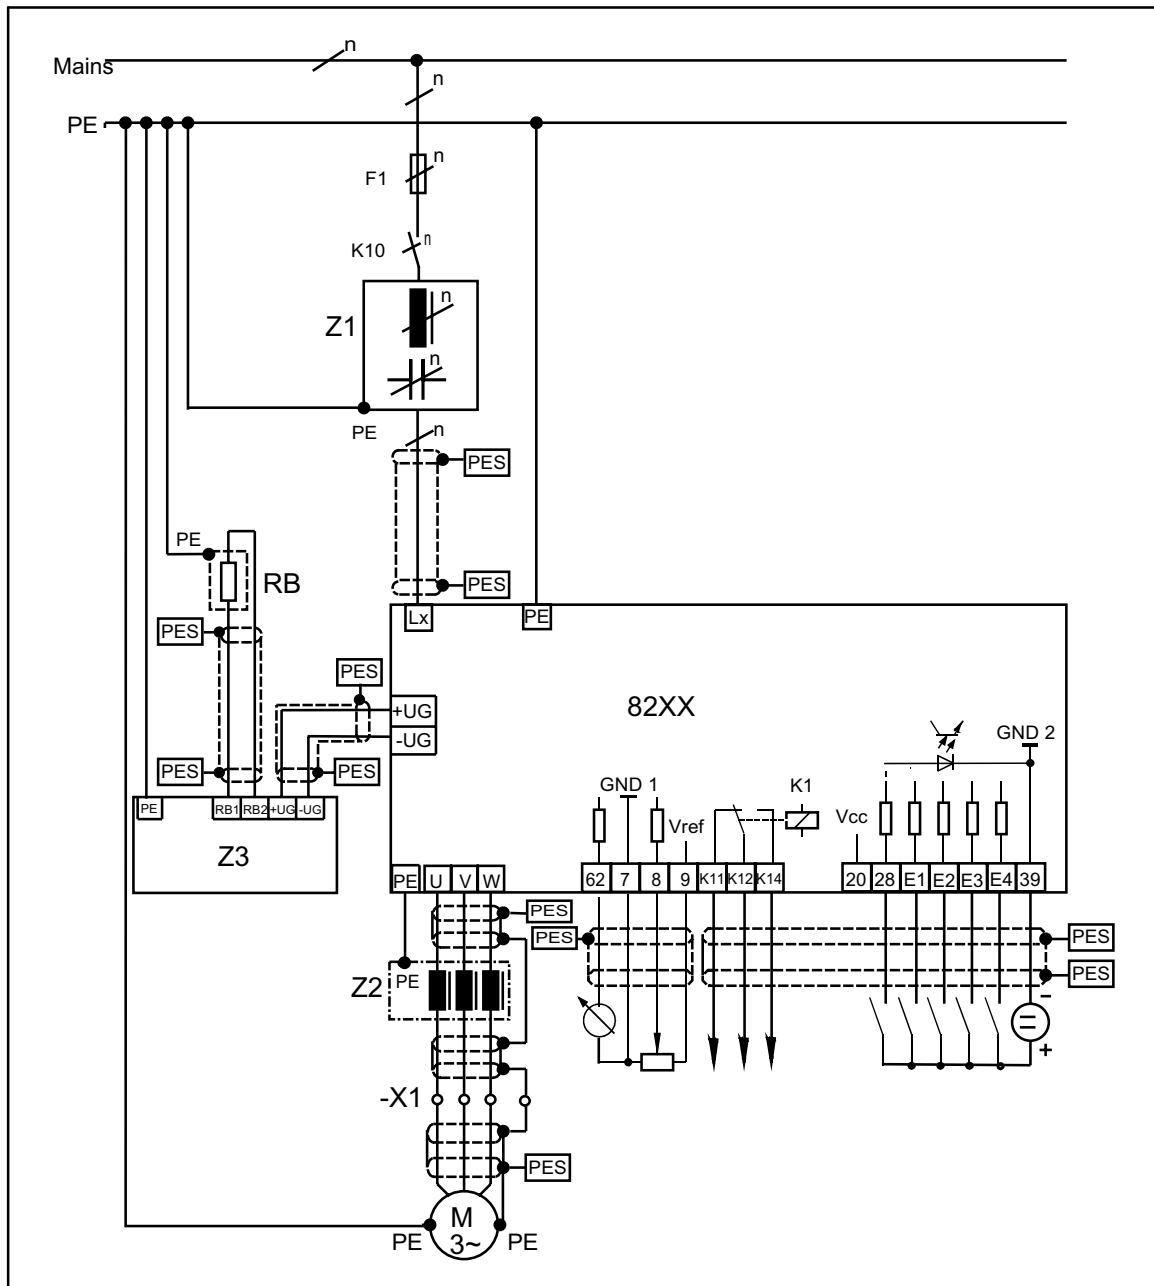 n
Mains
n
PE
n
F1
n
K10
n
Z1
n
PE
n
PES
PE
RB
PES
Lx
PE
PES
PES
+UG
82XX
-UG
GND 2
PES
PES
GND 1
K1
PE
RB1
RB2
+UG
-UG
Vref
Vcc
Z3
PE
U
V
W
62
7
8
9
K11
K12
K14
20
28
E1
E2
E3
E4
39
PES
PES
PES
PE
Z2
PES
-
+
-X1
PES
M
3~
PE
PE